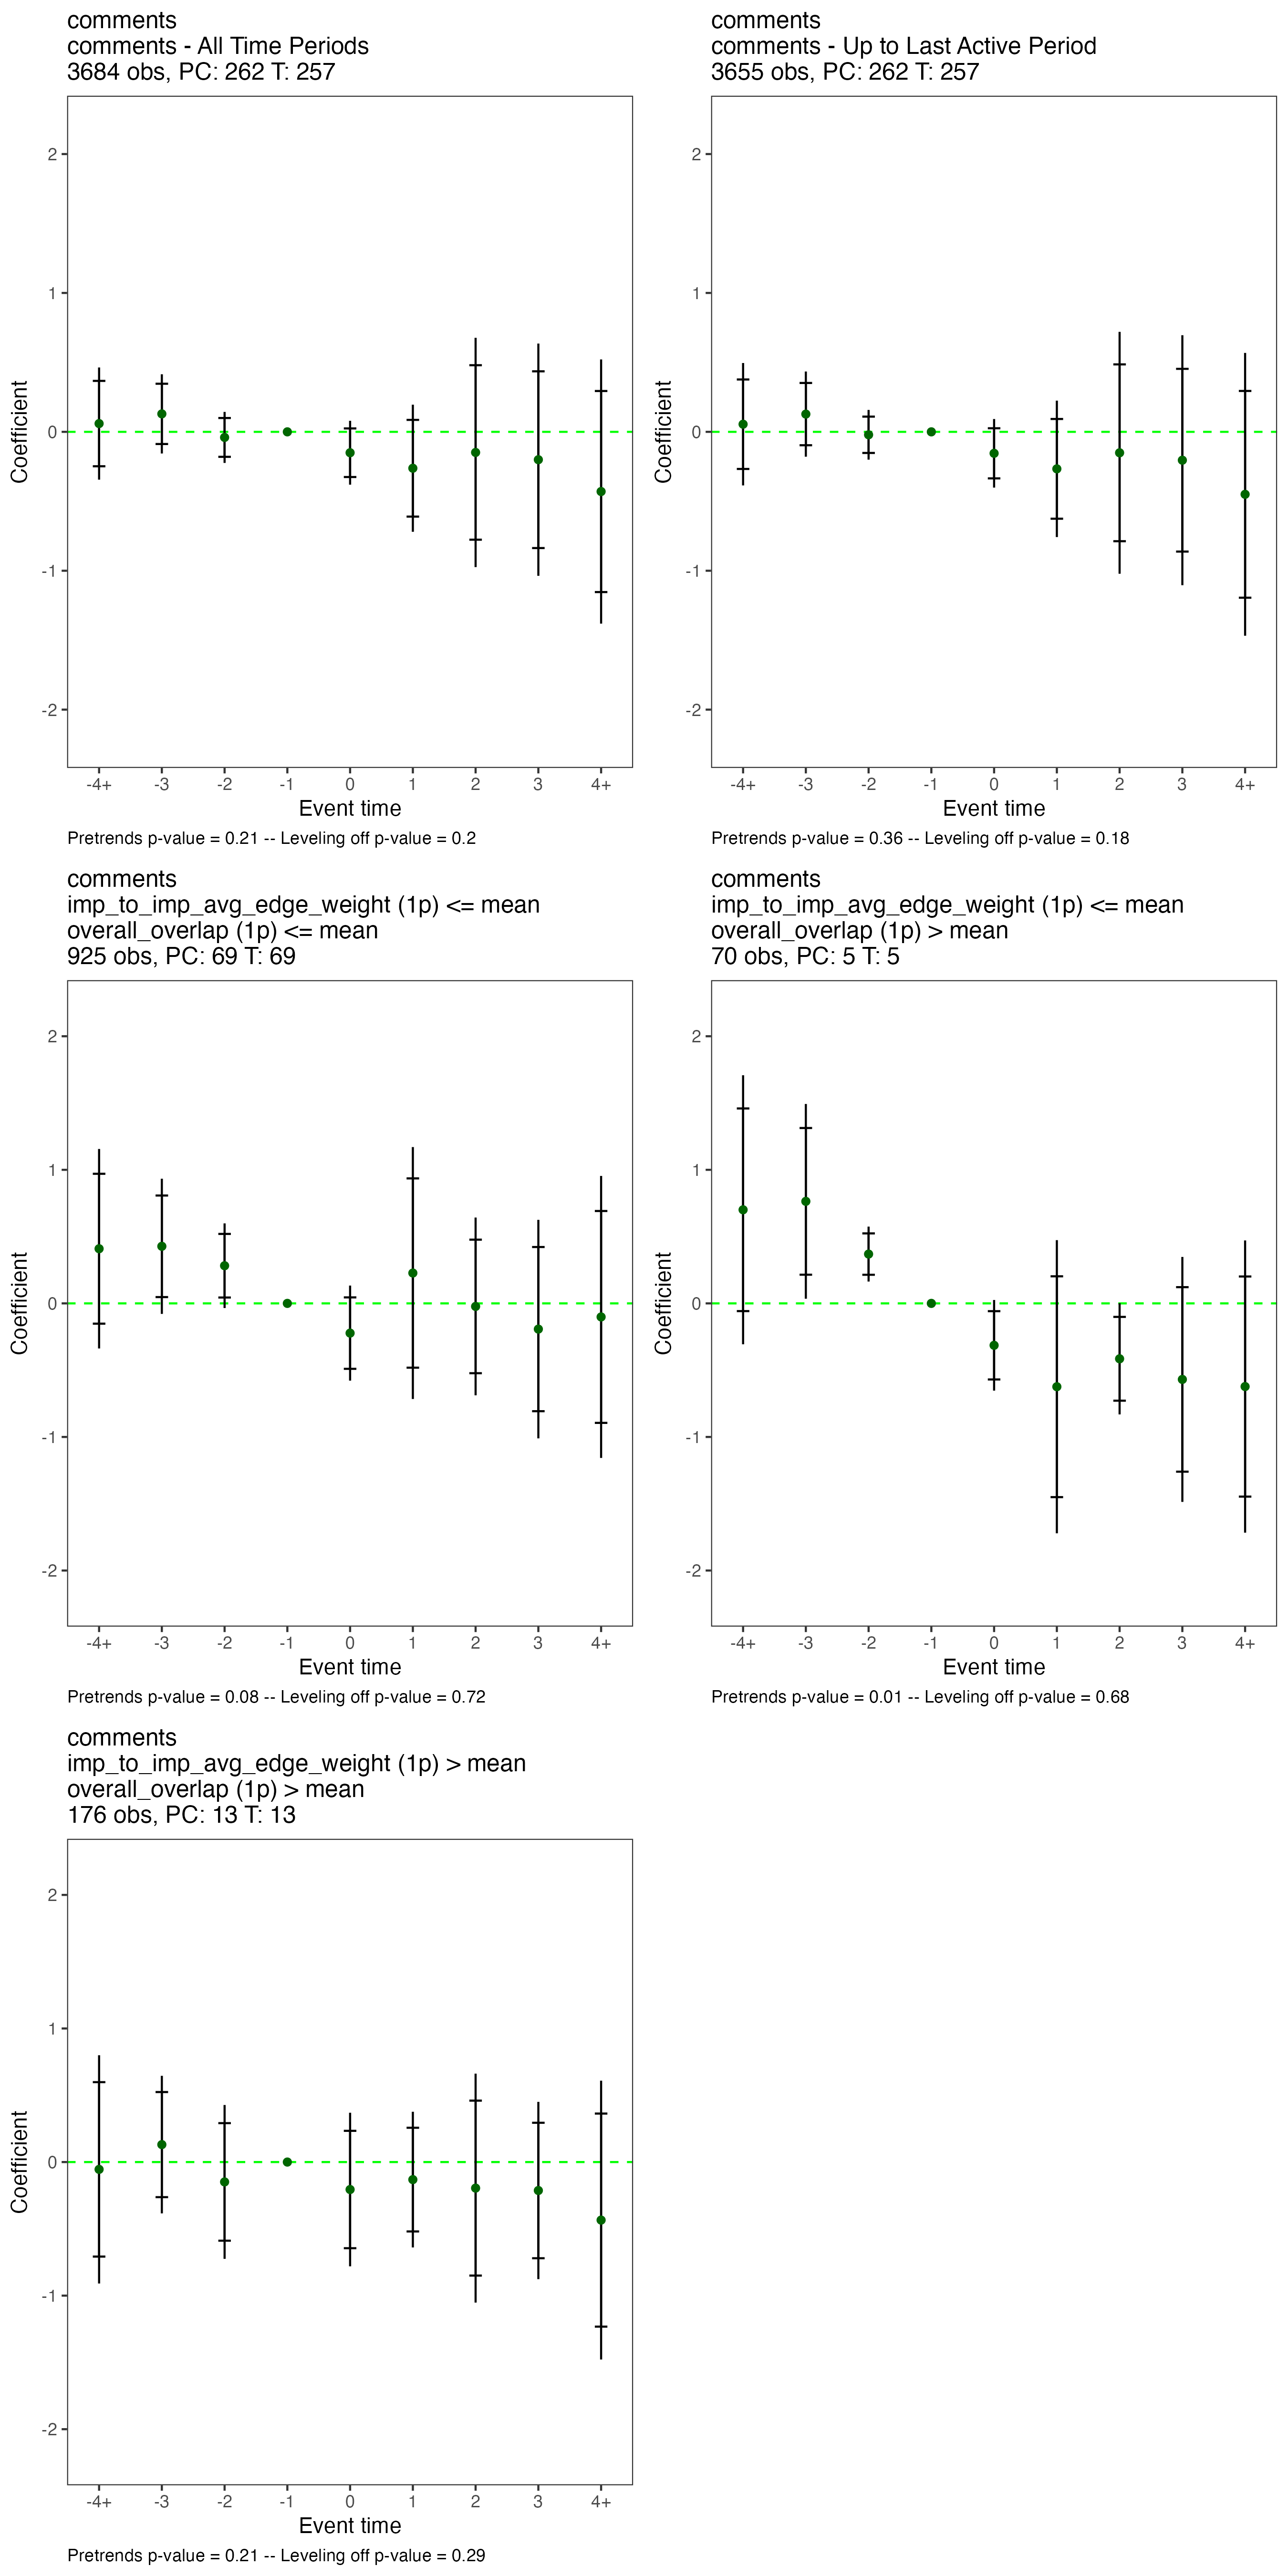 comments
comments - All Time Periods
3684 obs, PC: 262 T: 257
2
1
0
-1
-2
Coefficient
-4+ -3 -2 -1 0 1 2 3 4+
Event time
Pretrends p-value = 0.21 -- Leveling off p-value = 0.2
comments
comments - Up to Last Active Period
3655 obs, PC: 262 T: 257
2
1
0
-1
-2
Coefficient
-4+ -3 -2 -1 0 1 2 3 4+
Event time
Pretrends p-value = 0.36 -- Leveling off p-value = 0.18
comments
imp_to_imp_avg_edge_weight (1p) <= mean
overall_overlap (1p) <= mean
925 obs, PC: 69 T: 69
2
1
0
-1
-2
Coefficient
-4+ -3 -2 -1 0 1 2 3 4+
Event time
Pretrends p-value = 0.08 -- Leveling off p-value = 0.72
comments
imp_to_imp_avg_edge_weight (1p) <= mean
overall_overlap (1p) > mean
70 obs, PC: 5 T: 5
2
1
0
-1
-2
Coefficient
-4+ -3 -2 -1 0 1 2 3 4+
Event time
Pretrends p-value = 0.01 -- Leveling off p-value = 0.68
comments
imp_to_imp_avg_edge_weight (1p) > mean
overall_overlap (1p) > mean
176 obs, PC: 13 T: 13
2
1
0
-1
-2
Coefficient
-4+ -3 -2 -1 0 1 2 3 4+
Event time
Pretrends p-value = 0.21 -- Leveling off p-value = 0.29